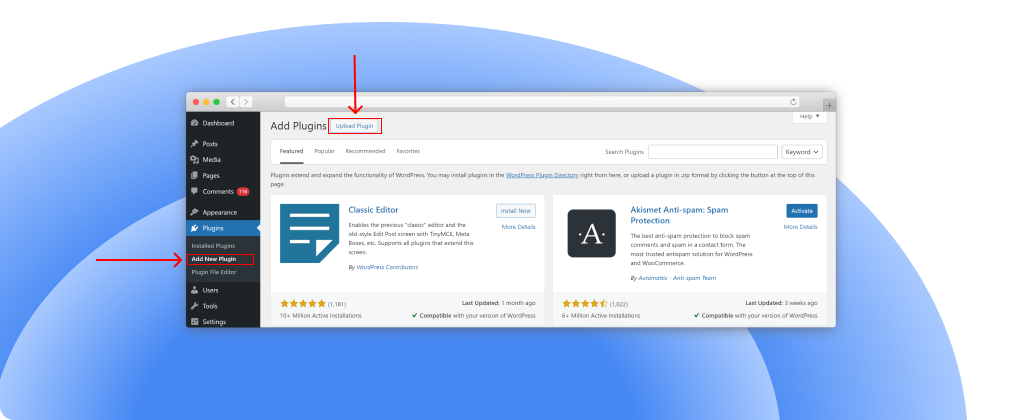 Dashboard
Posts
Media
Pages
Comments 116
Appearance
Plugins
Installed Plugins
Add New Plugin
Plugin File Editor
Users
Tools
Settings
Help
Add Plugins Upload Plugin
Featured Popular Recommended Favorites Search Plugins Keyword
Plugins extend and expand the functionality of WordPress. You may install plugins in the WordPress Plugin Directory right from here, or upload a plugin in .zip format by clicking the button at the top of this
page.
Classic Editor
Install Now
More Details
Enables the previous "classic" editor and the
old-style Edit Post screen with TinyMCE, Meta
Boxes, etc. Supports all plugins that extend this
screen.
By WordPress Contributors
(1,181)
Last Updated: 1 month ago
10+ Million Active Installations
Compatible with your version of WordPress
·A·
Akismet Anti-spam: Spam
Protection
Activate
More Details
The best anti-spam protection to block spam
comments and spam in a contact form. The
most trusted antispam solution for WordPress
and WooCommerce.
By Automattic - Anti-spam Team
(1,022)
Last Updated: 3 weeks ago
6+ Million Active Installations
Compatible with your version of WordPress